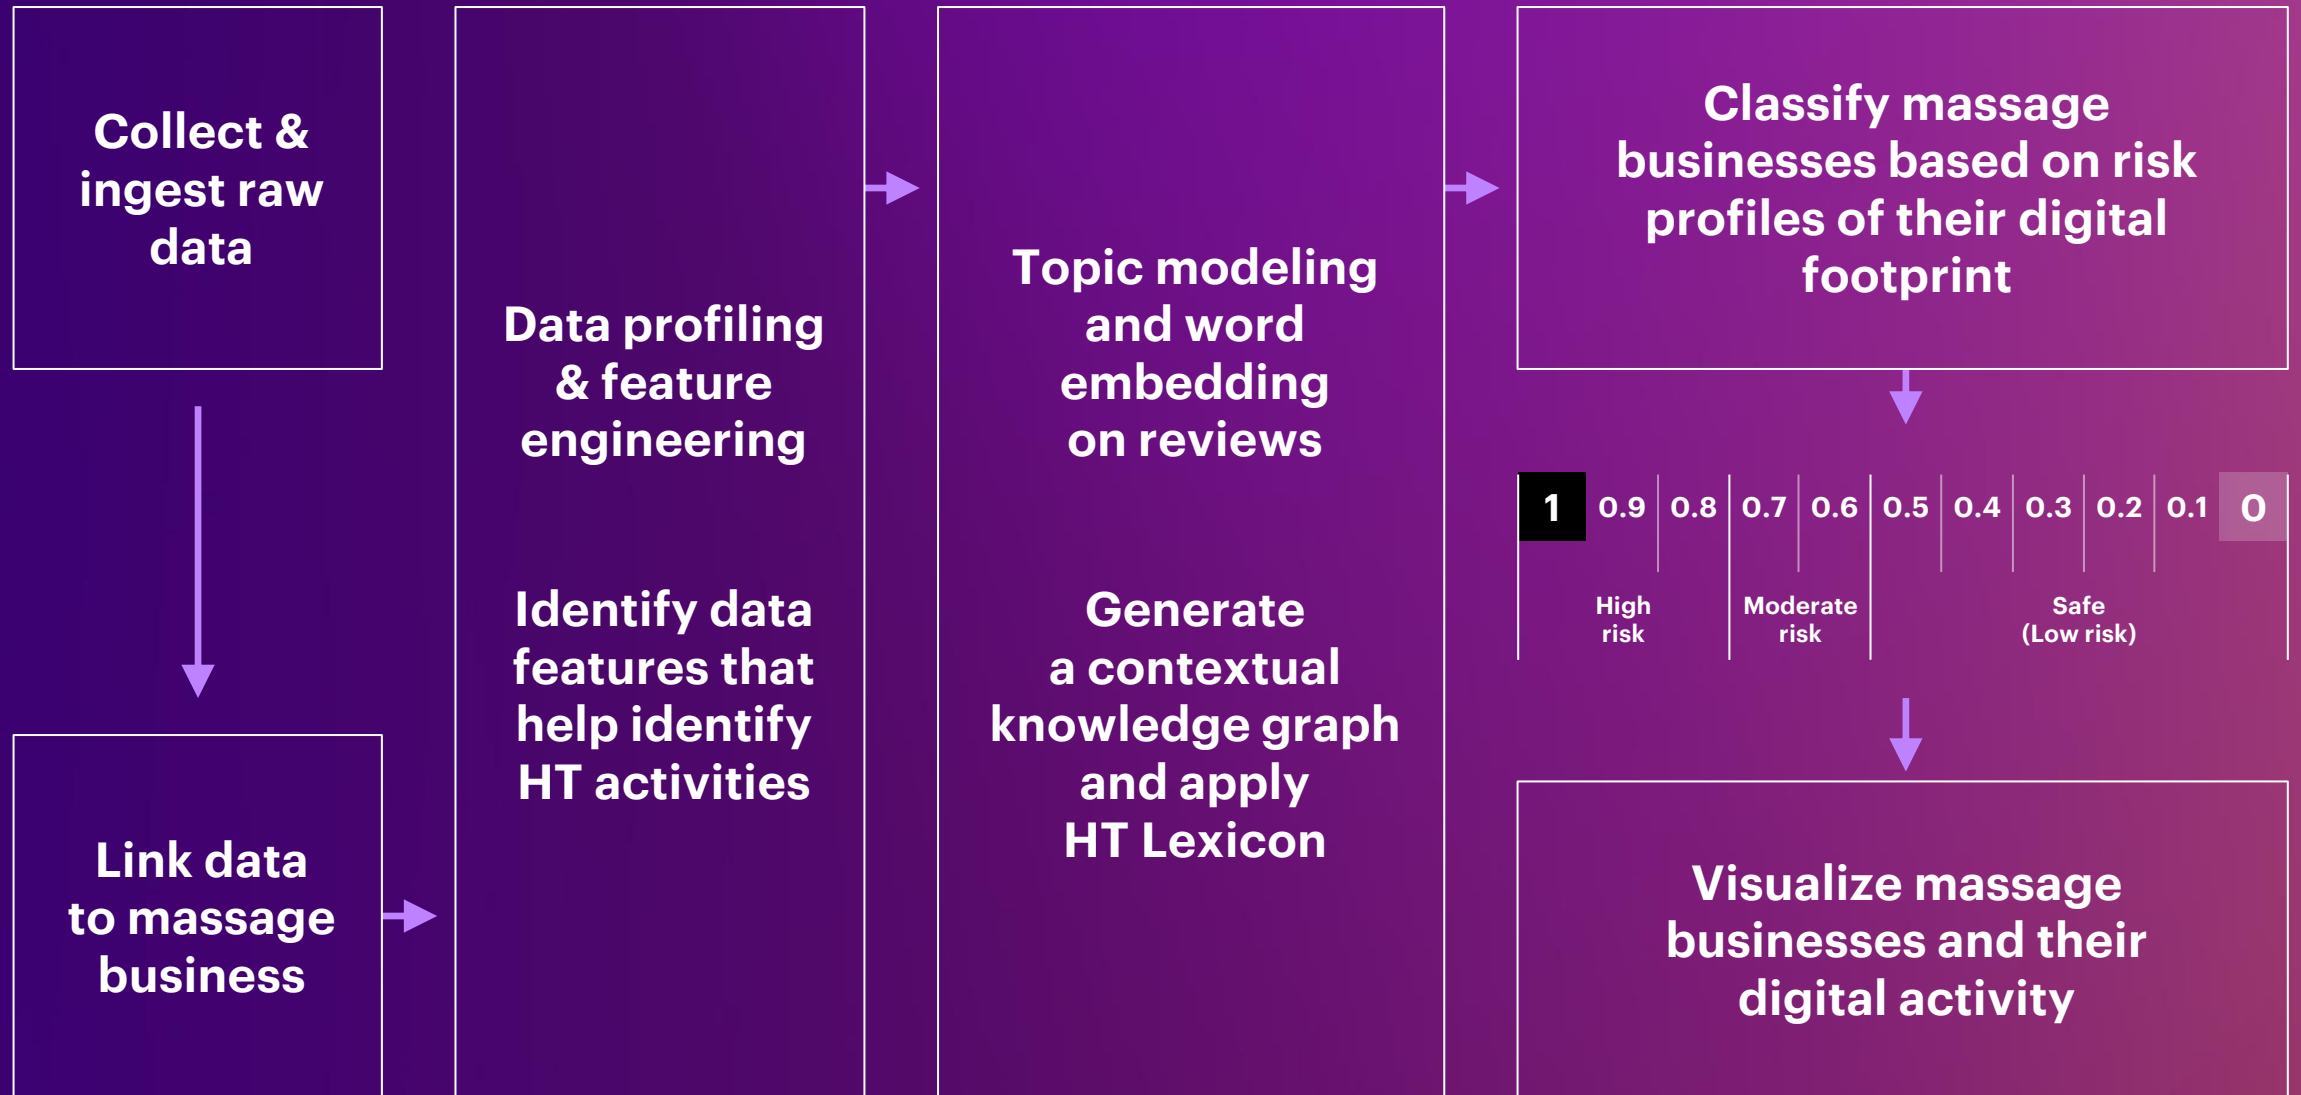 Collect &
ingest raw
data
Link data
to massage
business
Data profiling
& feature
engineering
Identify data
features that
help identify
HT activities
Topic modeling
and word
embedding
on reviews
Generate
a contextual
knowledge graph
and apply
HT Lexicon
Classify massage
businesses based on risk
profiles of their digital
footprint
1 0.9 0.8 0.7 0.6 0.5 0.4 0.3 0.2 0.1 0
High
risk
Moderate
risk
Safe
(Low risk)
Visualize massage
businesses and their
digital activity